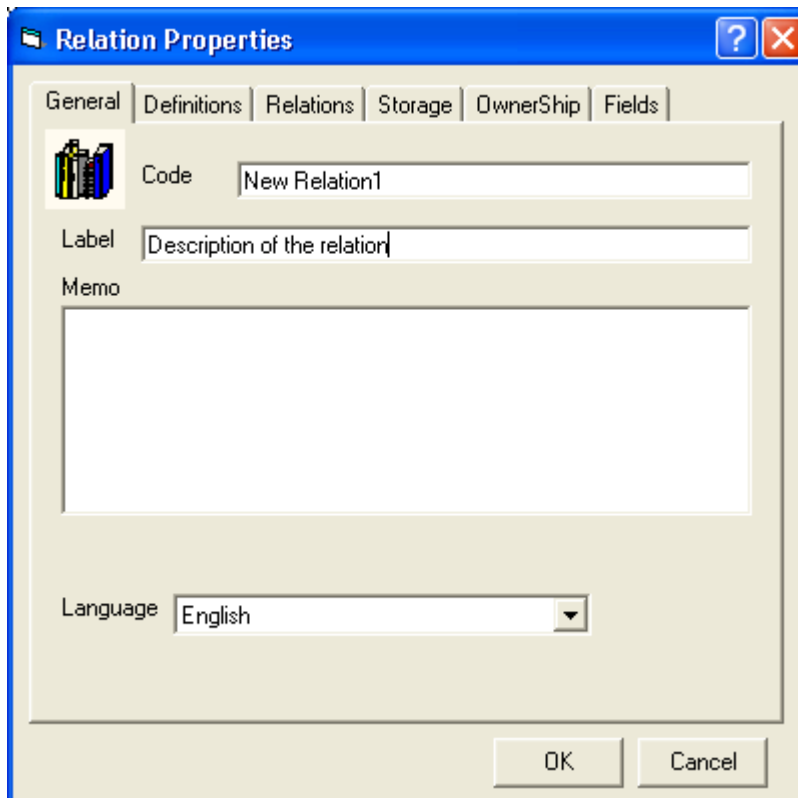 Relation Properties
General Definitions Relations Storage OwnerShip Fields
Code New Relation1
Label Description of the relation
Memo
Language English
OK Cancel